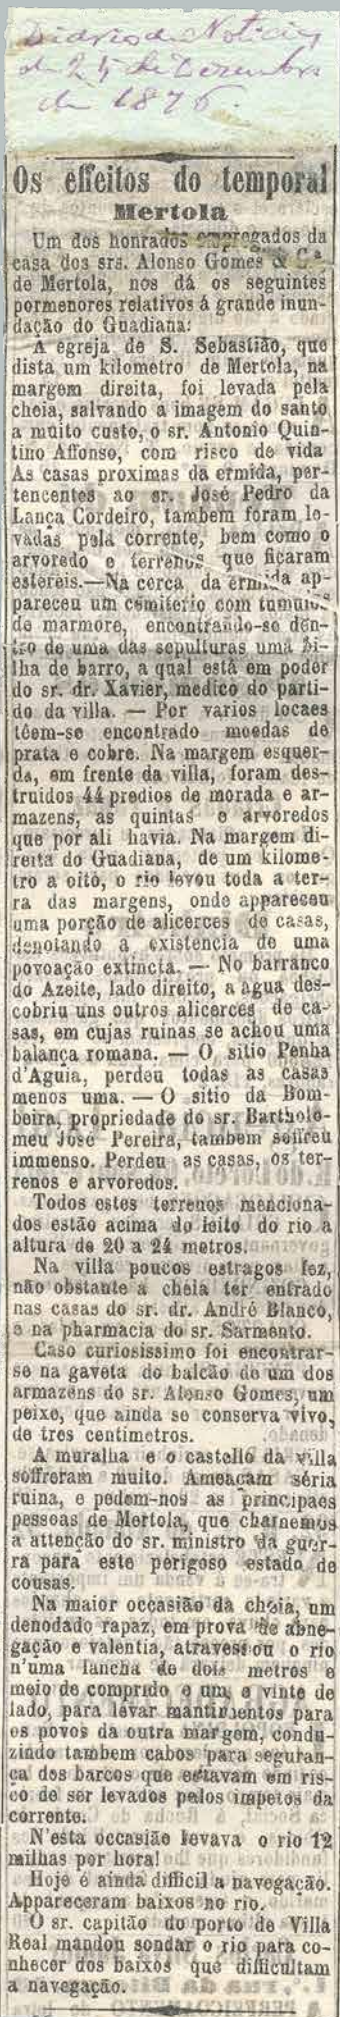 Diario de Noticias
de 25 de Dezembro
de 1876.
Os effeitos do temporal
Mertola
Um dos honrados empregados da
casa dos srs. Alonso Gomes & C.ª
de Mertola, nos dá os seguintes
pormenores relativos á grande inun-
dação do Guadiana:
A egreja de S. Sebastião, que
dista um kilometro de Mertola, na
margem direita, foi levada pela
cheia, salvando a imagem do santo
a muito custo, o sr. Antonio Quin-
tino Affonso, com risco de vida
As casas proximas da ermida, per-
tencentes ao sr. José Pedro da
Lança Cordeiro, tambem foram le-
vadas pela corrente, bem como o
arvoredo e terrenos que ficaram
estereis.—Na cerca da ermida ap-
pareceu um cemiterio com tumulos
de marmore, encontrando-se den-
tro de uma das sepulturas uma bi-
lha de barro, a qual está em poder
do sr. dr. Xavier, medico do parti-
do da villa. — Por varios locaes
têem-se encontrado moedas de
prata e cobre. Na margem esquer-
da, em frente da villa, foram des-
truidos 44 predios de morada e ar-
mazens, as quintas e arvoredos
que por ali havia. Na margem di-
reita do Guadiana, de um kilome-
tro a oito, o rio levou toda a ter-
ra das margens, onde appareceu
uma porção de alicerces de casas,
denotando a existencia de uma
povoação extincta. — No barranco
do Azeite, lado direito, a agua des-
cobriu uns outros alicerces de ca-
sas, em cujas ruinas se achou uma
balança romana. — O sitio Penha
d'Aguia, perdeu todas as casas
menos uma. — O sitio da Bom-
beira, propriedade do sr. Bartholo-
meu José Pereira, tambem soffreu
immenso. Perdeu as casas, os ter-
renos e arvoredos.
Todos estes terrenos menciona-
dos estão acima do leito do rio a
altura de 20 a 24 metros.
Na villa poucos estragos fez,
não obstante a cheia ter entrado
nas casas do sr. dr. André Blanco,
e na pharmacia do sr. Sarmento.
Caso curiosissimo foi encontrar-
se na gaveta do balcão de um dos
armazens do sr. Alonso Gomes, um
peixe, que ainda se conserva vivo,
de tres centimetros.
A muralha e o castello da villa
soffreram muito. Ameaçam séria
ruina, e pedem-nos as principaes
pessoas de Mertola, que chamemos
a attenção do sr. ministro da guer-
ra para este perigoso estado de
cousas.
Na maior occasião da cheia, um
denodado rapaz, em prova de abne-
gação e valentia, atravessou o rio
n'uma lancha de dois metros e
meio de comprido e um e vinte de
lado, para levar mantimentos para
os povos da outra margem, condu-
zindo tambem cabos para seguran-
ça dos barcos que estavam em ris-
co de ser levados pelos impetos da
corrente.
N'esta occasião levava o rio 12
milhas por hora!
Hoje é ainda difficil a navegação.
Appareceram baixos no rio.
O sr. capitão do porto de Villa
Real mandou sondar o rio para co-
nhecer dos baixos que difficultam
a navegação.